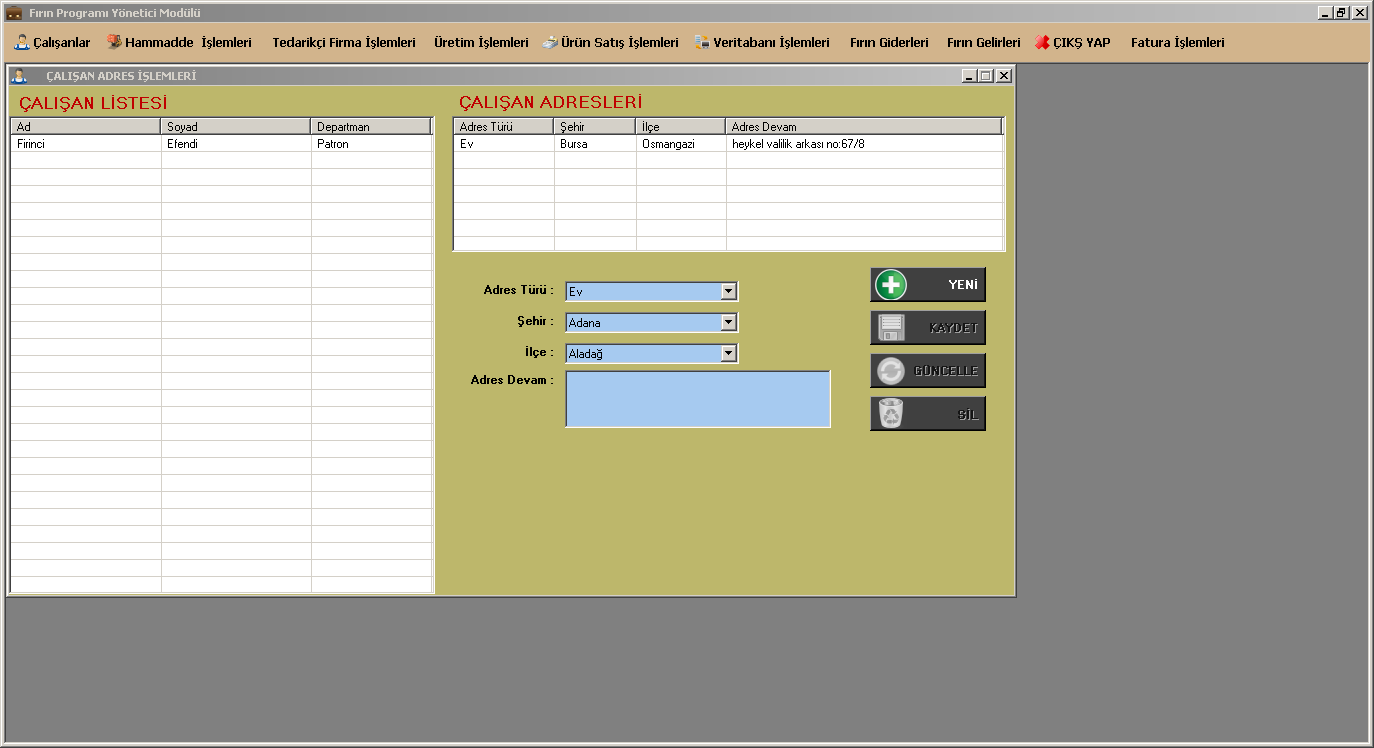 Fırın Programı Yönetici Modülü
Çalışanlar Hammadde İşlemleri Tedarikçi Firma İşlemleri Üretim İşlemleri Ürün Satış İşlemleri Veritabanı İşlemleri Fırın Giderleri Fırın Gelirleri ÇIKŞ YAP Fatura İşlemleri
ÇALIŞAN ADRES İŞLEMLERİ
ÇALIŞAN LİSTESİ
Ad Soyad Departman
Firinci Efendi Patron
ÇALIŞAN ADRESLERİ
Adres Türü Şehir İlçe Adres Devam
Ev Bursa Osmangazi heykel valilik arkası no:67/8
Adres Türü : Ev
Şehir : Adana
İlçe : Aladağ
Adres Devam :
YENİ
KAYDET
GÜNCELLE
SİL